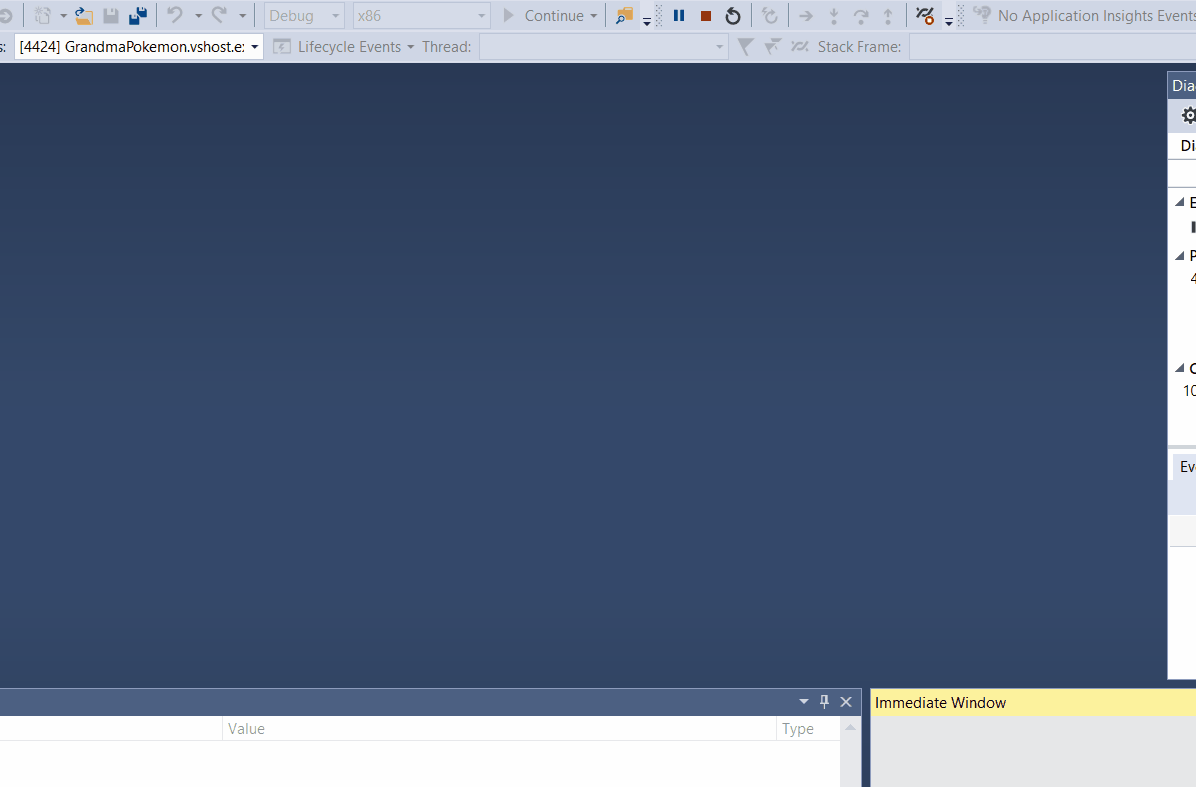 Debug x86 Continue No Application Insights Events
s: [4424] GrandmaPokemon.vshost.e: Lifecycle Events Thread: Stack Frame:
Dia
Di
E
P
4
C
10
Ev
Immediate Window
Value Type